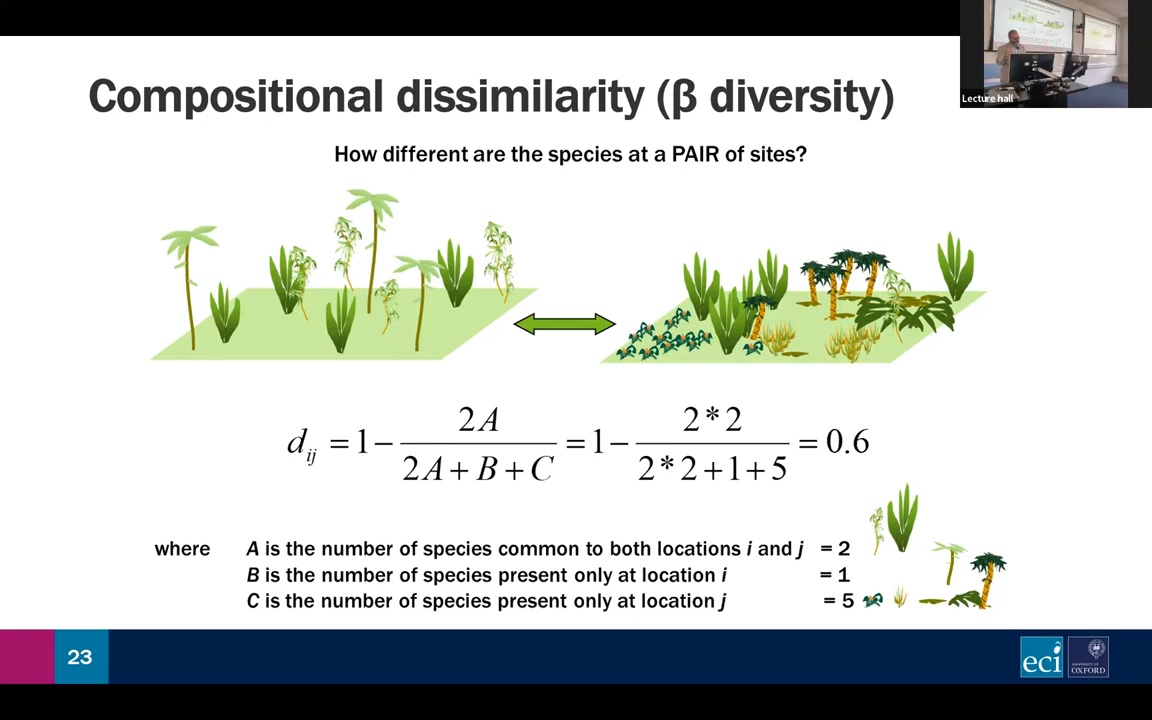 Lecture hall
Compositional dissimilarity (β diversity)
How different are the species at a PAIR of sites?
d_ij = 1 − 2A / (2A + B + C) = 1 − 2*2 / (2*2+1+5) = 0.6
where A is the number of species common to both locations i and j = 2
B is the number of species present only at location i = 1
C is the number of species present only at location j = 5
23
eci
UNIVERSITY OF
OXFORD